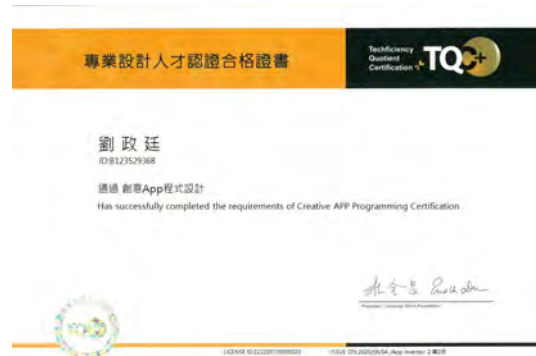 專業設計人才認證合格證書
Techficiency
Quotient
Certification
TQC+
劉政廷
ID:B123529368
通過 創意App程式設計
Has successfully completed the requirements of Creative APP Programming Certification